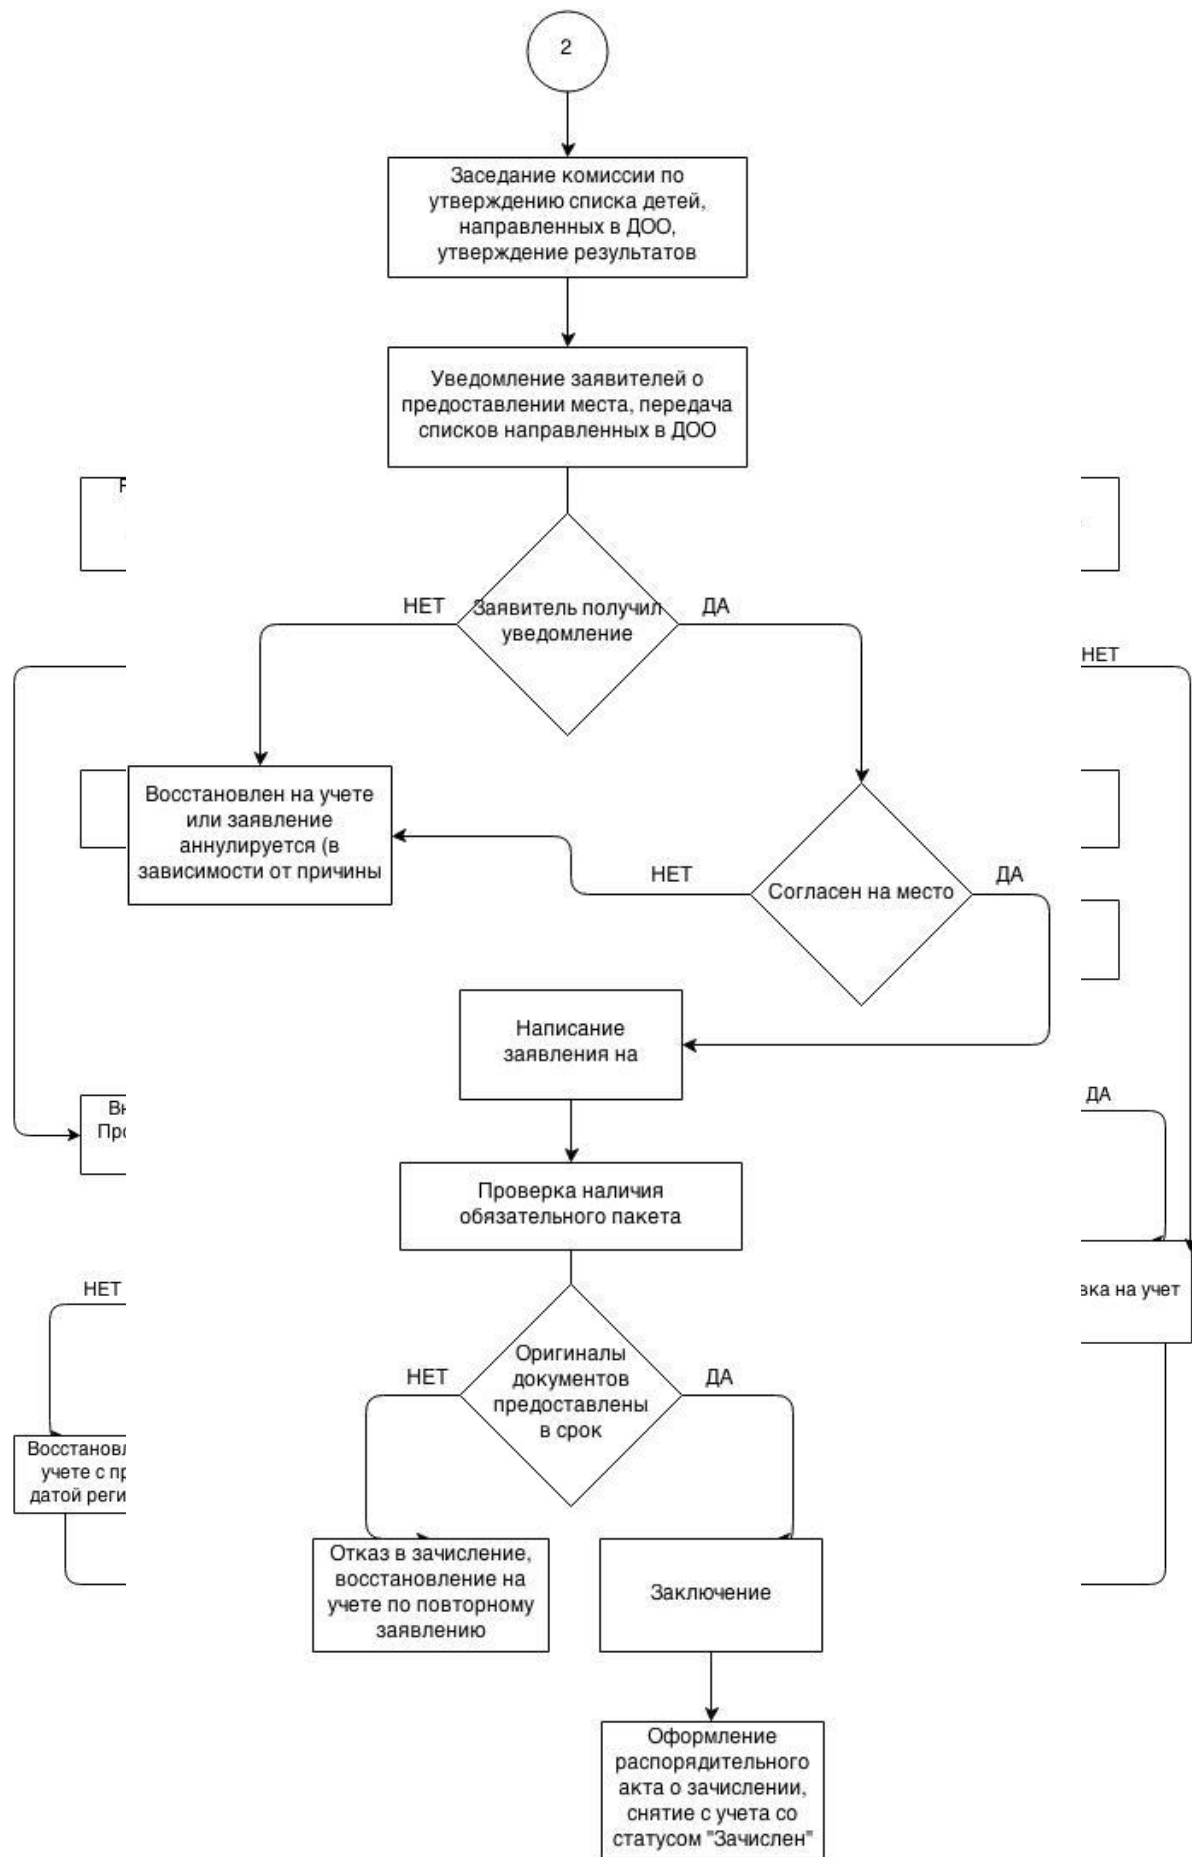 2
Заседание комиссии по
утверждению списка детей,
направленных в ДОО,
утверждение результатов
Уведомление заявителей о
предоставлении места, передача
списков направленных в ДОО
НЕТ
Заявитель получил
уведомление
ДА
НЕТ
Восстановлен на учете
или заявление
аннулируется (в
зависимости от причины
НЕТ
Согласен на место
ДА
Написание
заявления на
ДА
Проверка наличия
обязательного пакета
НЕТ
вка на учет
НЕТ
Оригиналы
документов
предоставлены
в срок
ДА
учете с
датой
Отказ в зачисление,
восстановление на
учете по повторному
заявлению
Заключение
Оформление
распорядительного
акта о зачислении,
снятие с учета со
статусом "Зачислен"